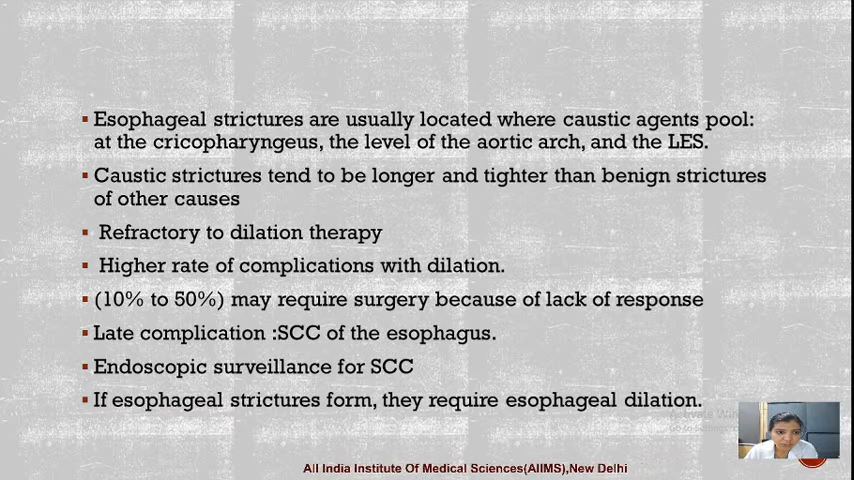 ▪ Esophageal strictures are usually located where caustic agents pool:
at the cricopharyngeus, the level of the aortic arch, and the LES.
▪ Caustic strictures tend to be longer and tighter than benign strictures
of other causes
▪ Refractory to dilation therapy
▪ Higher rate of complications with dilation.
▪ (10% to 50%) may require surgery because of lack of response
▪ Late complication :SCC of the esophagus.
▪ Endoscopic surveillance for SCC
▪ If esophageal strictures form, they require esophageal dilation.
Activate
Go to
All India Institute Of Medical Sciences(AIIMS),New Delhi